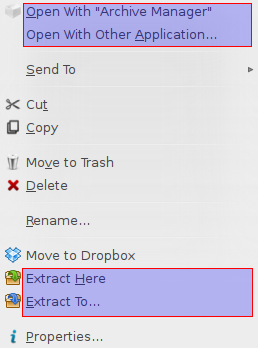 Open With "Archive Manager"
Open With Other Application...
Send To
Cut
Copy
Move to Trash
Delete
Rename...
Move to Dropbox
Extract Here
Extract To...
Properties...